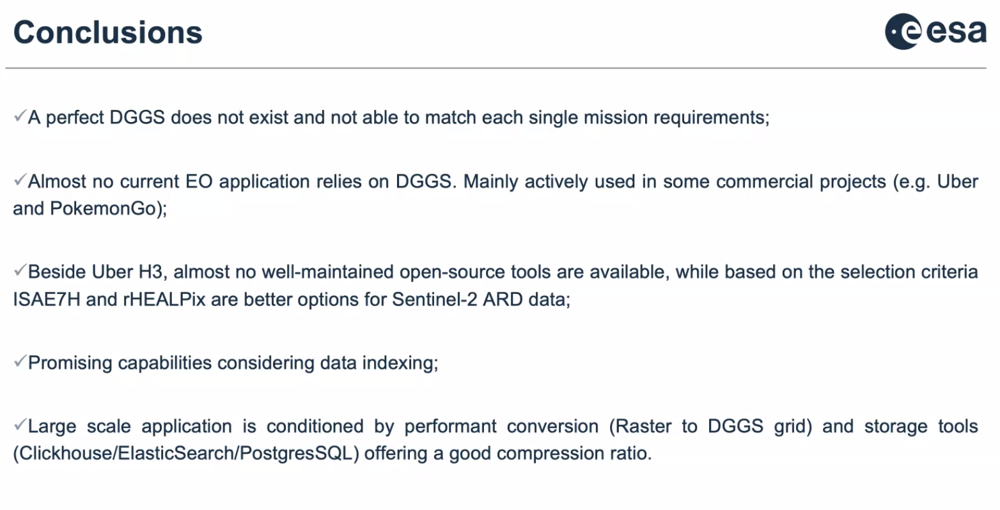 Conclusions
esa
✓A perfect DGGS does not exist and not able to match each single mission requirements;
✓Almost no current EO application relies on DGGS. Mainly actively used in some commercial projects (e.g. Uber
and PokemonGo);
✓Beside Uber H3, almost no well-maintained open-source tools are available, while based on the selection criteria
ISAE7H and rHEALPix are better options for Sentinel-2 ARD data;
✓Promising capabilities considering data indexing;
✓Large scale application is conditioned by performant conversion (Raster to DGGS grid) and storage tools
(Clickhouse/ElasticSearch/PostgresSQL) offering a good compression ratio.